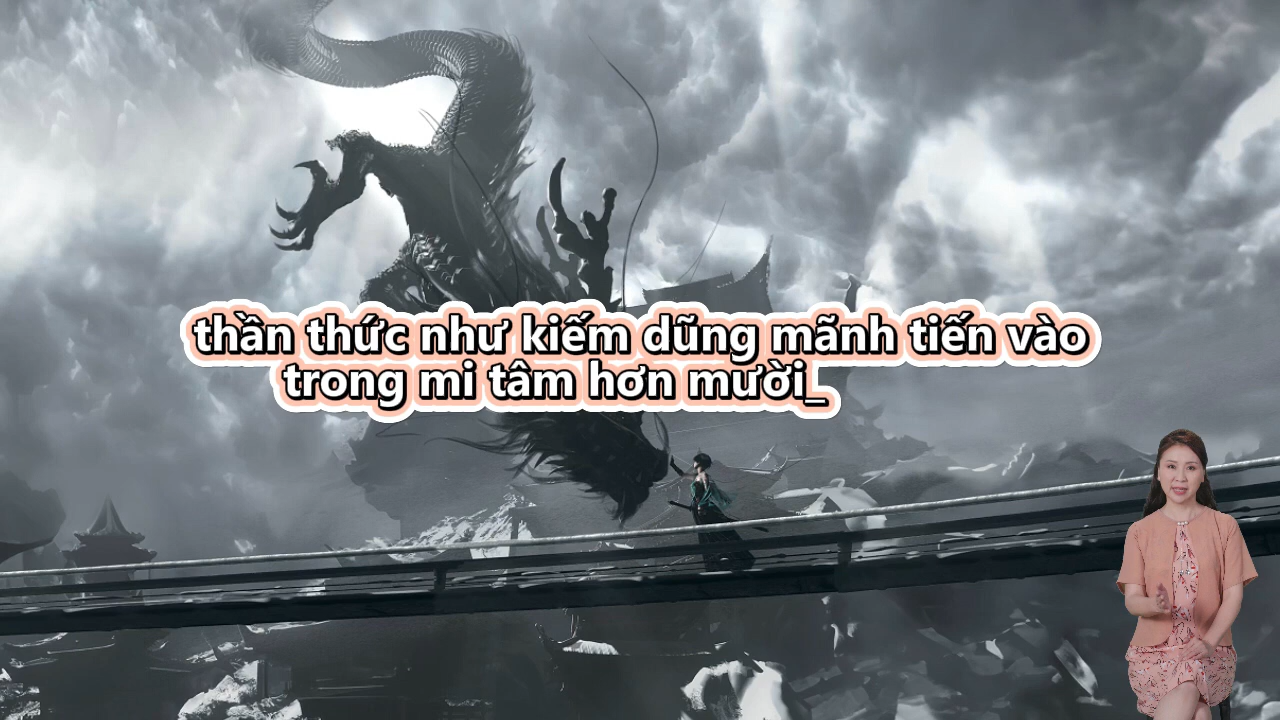 thần thức như kiếm dũng mãnh tiến vào
trong mi tâm hơn mười_